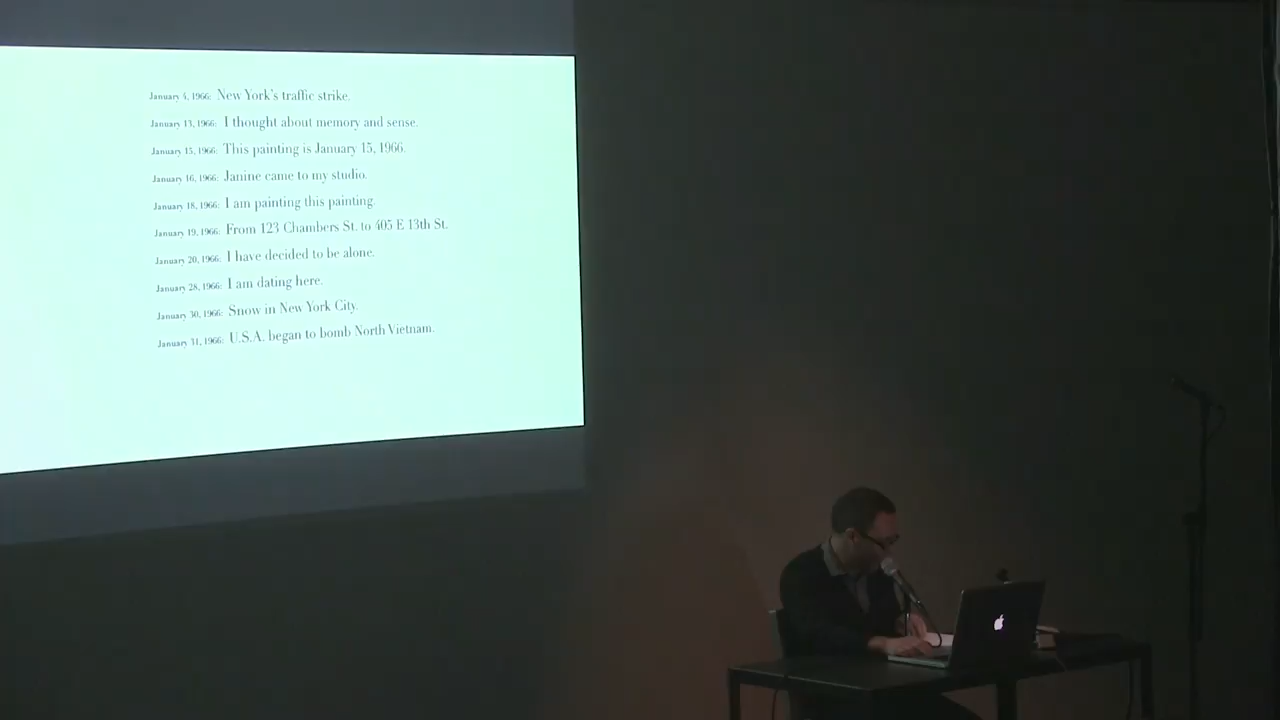 January 4, 1966: New York's traffic strike.
January 13, 1966: I thought about memory and sense.
January 15, 1966: This painting is January 15, 1966.
January 16, 1966: Janine came to my studio.
January 18, 1966: I am painting this painting.
January 19, 1966: From 123 Chambers St. to 405 E 13th St.
January 20, 1966: I have decided to be alone.
January 28, 1966: I am dating here.
January 30, 1966: Snow in New York City.
January 31, 1966: U.S.A. began to bomb North Vietnam.